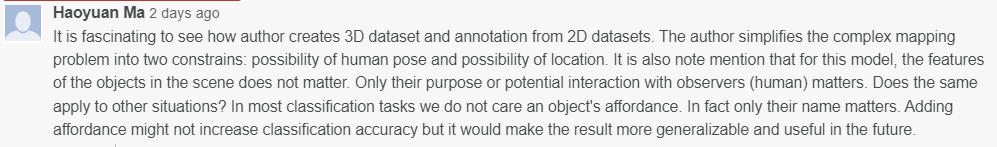 Haoyuan Ma 2 days ago
It is fascinating to see how author creates 3D dataset and annotation from 2D datasets. The author simplifies the complex mapping
problem into two constrains: possibility of human pose and possibility of location. It is also note mention that for this model, the features
of the objects in the scene does not matter. Only their purpose or potential interaction with observers (human) matters. Does the same
apply to other situations? In most classification tasks we do not care an object's affordance. In fact only their name matters. Adding
affordance might not increase classification accuracy but it would make the result more generalizable and useful in the future.